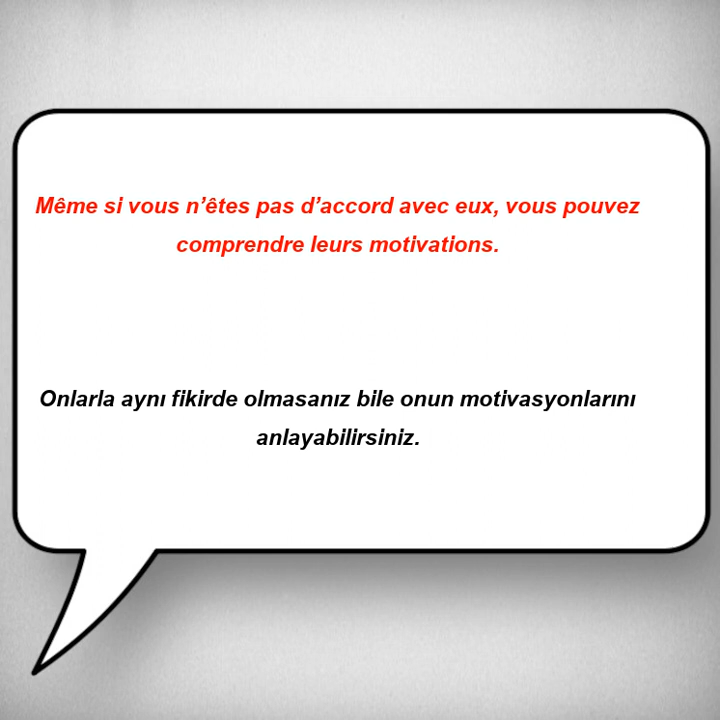 Même si vous n’êtes pas d’accord avec eux, vous pouvez
comprendre leurs motivations.
Onlarla aynı fikirde olmasanız bile onun motivasyonlarını
anlayabilirsiniz.